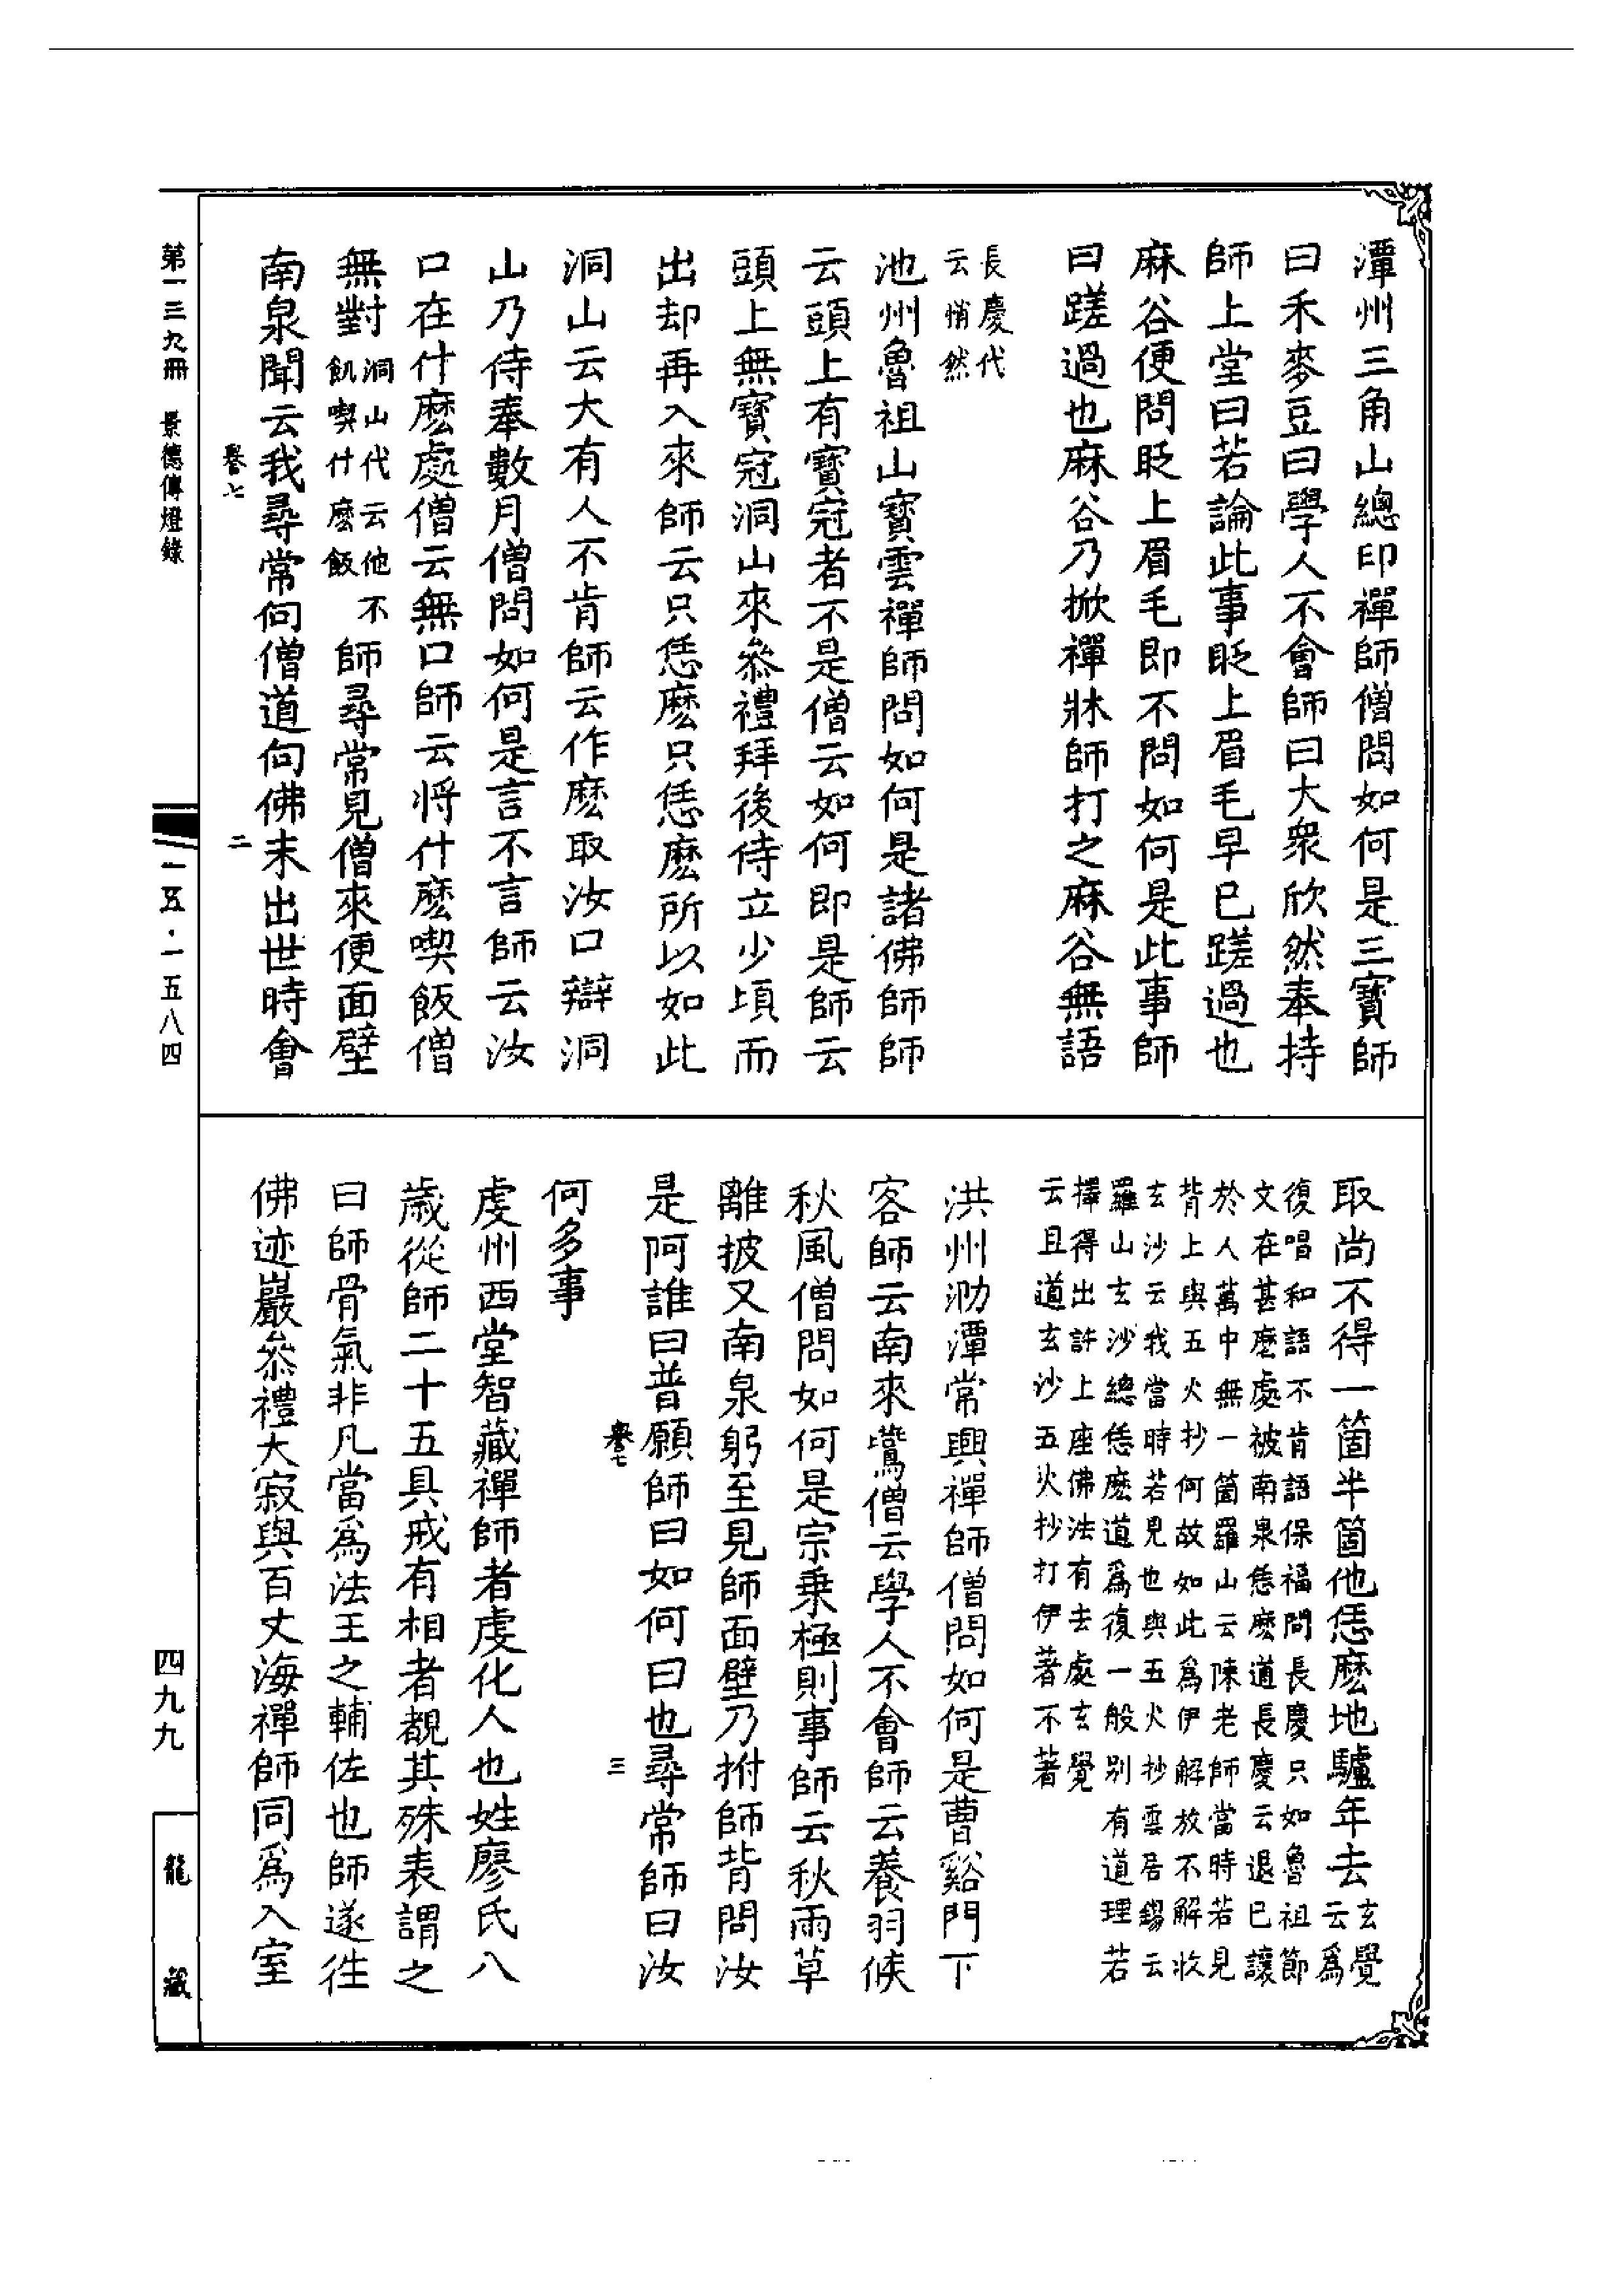 潭州三角山總印禪師僧問如何是三寶師
曰禾麥豆曰學人不會師曰大衆欣然奉持
師上堂曰若論此事眨上眉毛早已蹉過也
麻谷便問眨上眉毛即不問如何是此事師
曰蹉過也麻谷乃掀禪牀師打之麻谷無語
長慶代
云悄然
池州魯祖山寶雲禪師問如何是諸佛師師
云頭上有寶冠者不是僧云如何即是師云
頭上無寶冠洞山來叅禮拜後侍立少頃而
出却再入來師云只恁麽只恁麽所以如此
洞山云大有人不肯師云作麽取汝口辯洞
山乃侍奉數月僧問如何是言不言師云汝
口在什麽處僧云無口師云將什麽喫飯僧
無對
洞山代云他不
飢喫什麽飯
師尋常見僧來便面壁
南泉聞云我尋常向僧道向佛未出世時會
卷七
二
取尚不得一箇半箇他恁麽地驢年去
玄覺
云爲
復唱和語不肯語保福問長慶只如魯祖節
文在甚麽處被南泉恁麽道長慶云退已讓
於人萬中無一箇羅山云陳老師當時若見
背上與五火抄何故如此爲伊解放不解收
玄沙云我當時若見也與五火抄雲居錫云
羅山玄沙總恁麽道爲復一般別有道理若
擇得出許上座佛法有去處玄覺
云且道玄沙五火抄打伊著不著
洪州泐潭常興禪師僧問如何是曹谿門下
客師云南來鷰僧云學人不會師云養羽候
秋風僧問如何是宗乗極則事師云秋雨草
離披又南泉躬至見師面壁乃拊師背問汝
是阿誰曰普願師曰如何曰也尋常師曰汝
卷七
三
何多事
虔州西堂智藏禪師者虔化人也姓廖氏八
歲從師二十五具戒有相者覩其殊表謂之
曰師骨氣非凡當爲法王之輔佐也師遂徃
佛迹巖叅禮大寂與百丈海禪師同爲入室
第一三九冊
景德傳燈錄
一五·一五八四
四九九
龍藏